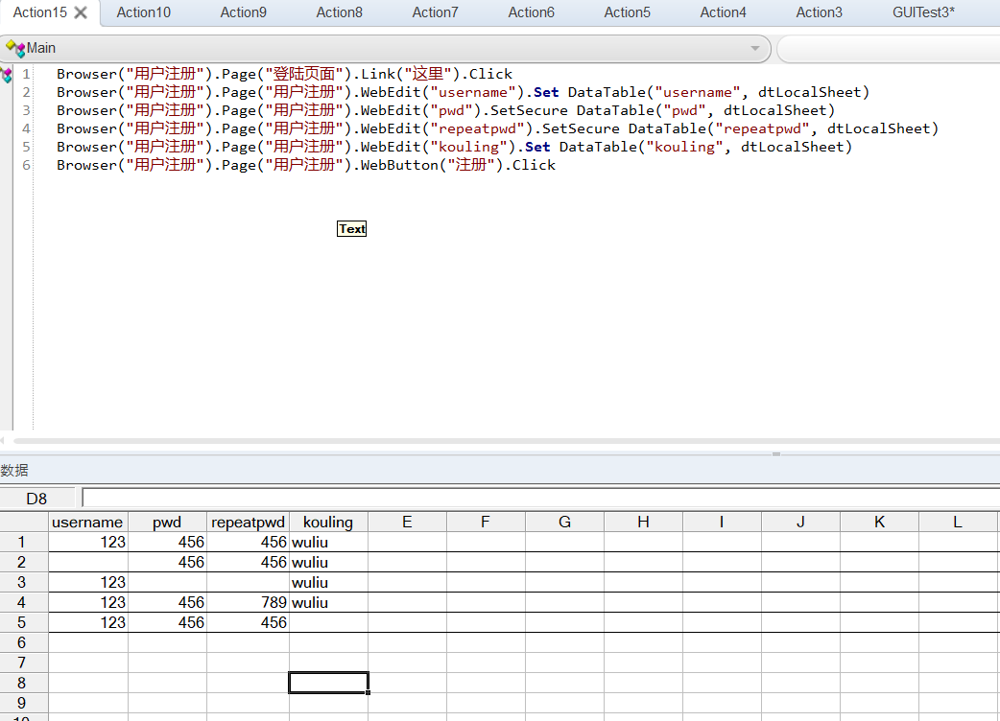 Action15 Action10 Action9 Action8 Action7 Action6 Action5 Action4 Action3 GUITest3*
Main
1 Browser("用户注册").Page("登陆页面").Link("这里").Click
2 Browser("用户注册").Page("用户注册").WebEdit("username").Set DataTable("username", dtLocalSheet)
3 Browser("用户注册").Page("用户注册").WebEdit("pwd").SetSecure DataTable("pwd", dtLocalSheet)
4 Browser("用户注册").Page("用户注册").WebEdit("repeatpwd").SetSecure DataTable("repeatpwd", dtLocalSheet)
5 Browser("用户注册").Page("用户注册").WebEdit("kouling").Set DataTable("kouling", dtLocalSheet)
6 Browser("用户注册").Page("用户注册").WebButton("注册").Click
Text
数据
D8
username pwd repeatpwd kouling E F G H I J K L
1 123 456 456 wuliu
2 456 456 wuliu
3 123 wuliu
4 123 456 789 wuliu
5 123 456 456
6
7
8
9
10